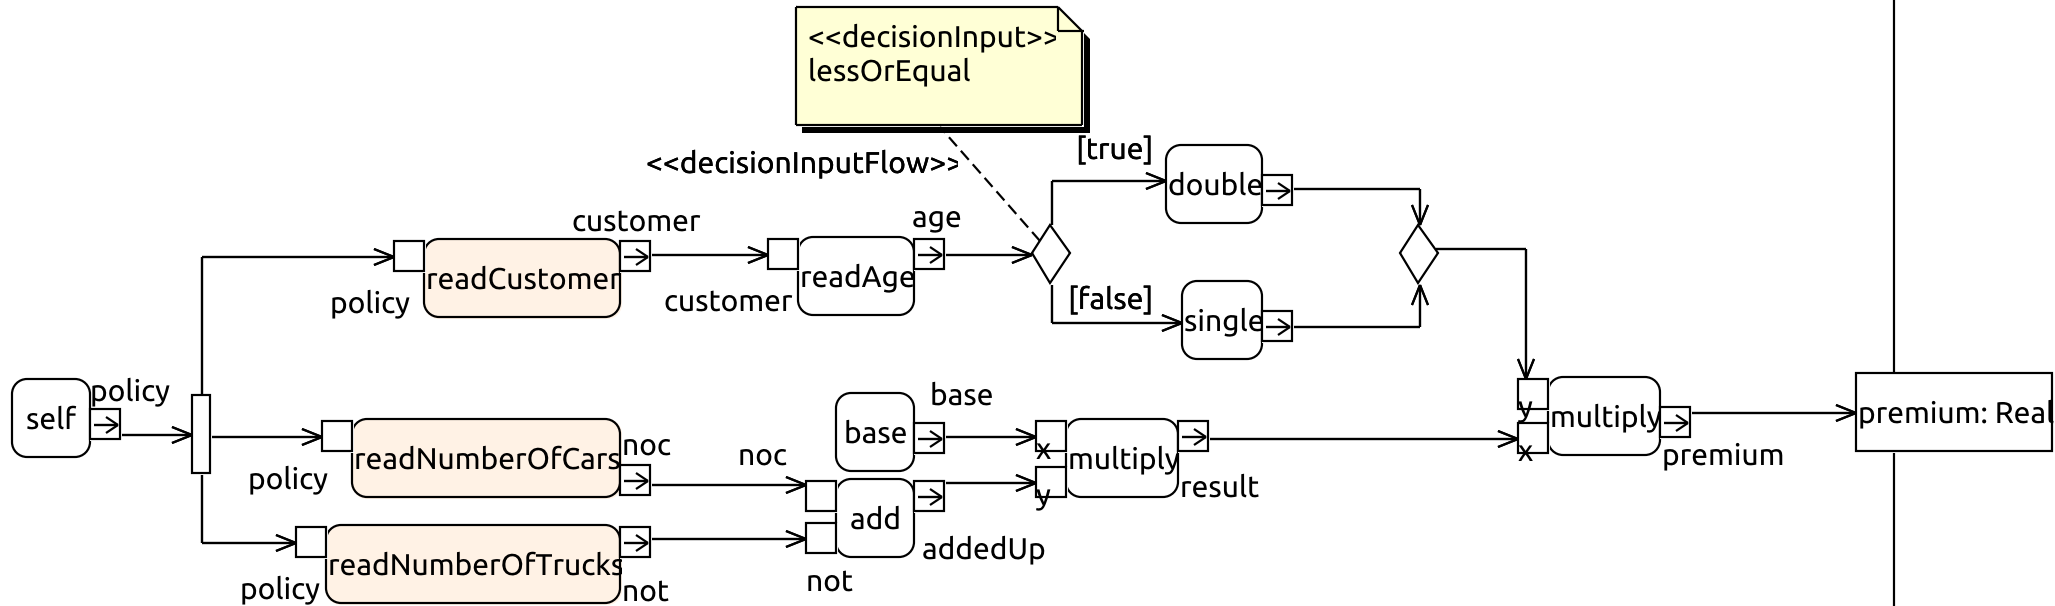 <<decisionInput>>
lessOrEqual
<<decisionInputFlow>>
[true]
double
customer
age
readCustomer
readAge
policy
customer
[false]
single
self
policy
readNumberOfCars
policy
noc
noc
base
base
x
y
multiply
result
y
x
multiply
premium
premium: Real
add
addedUp
not
readNumberOfTrucks
policy
not